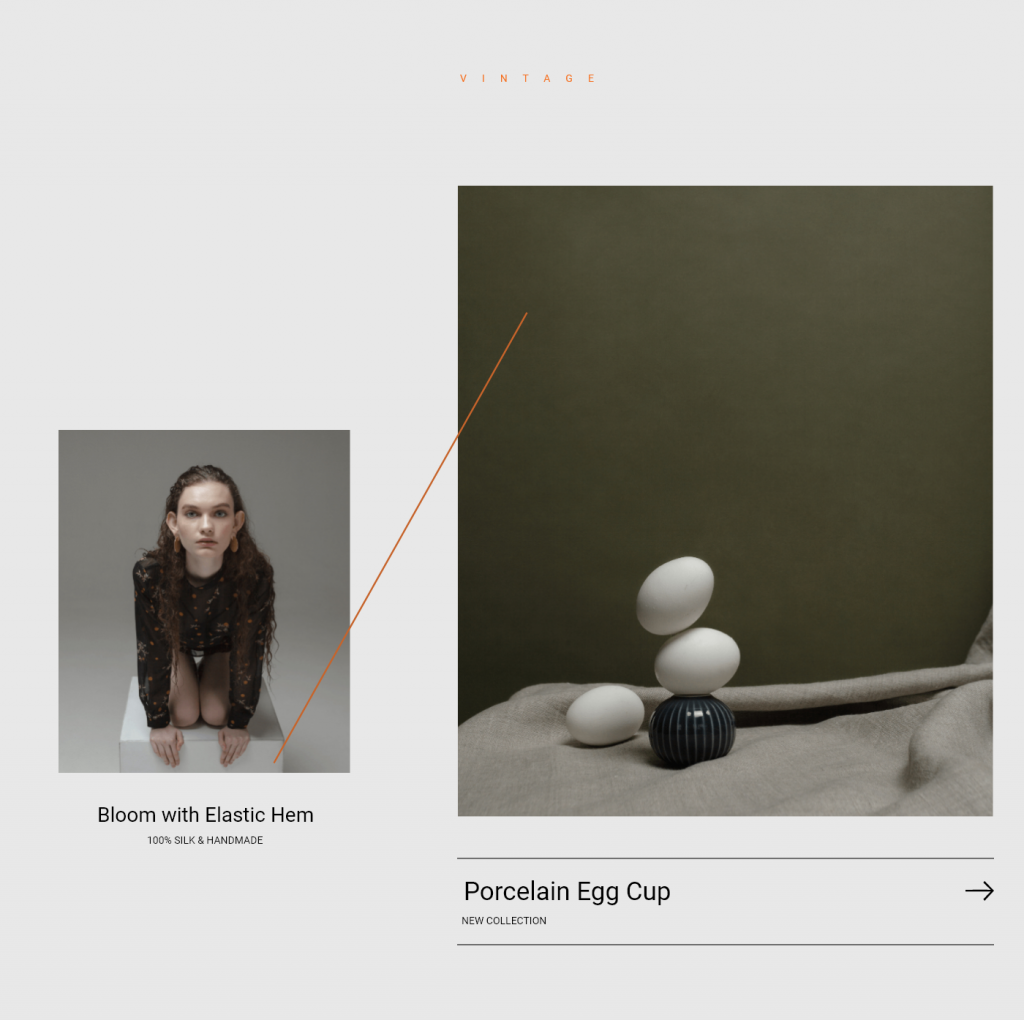 V I N T A G E
Bloom with Elastic Hem
100% SILK & HANDMADE
Porcelain Egg Cup
NEW COLLECTION